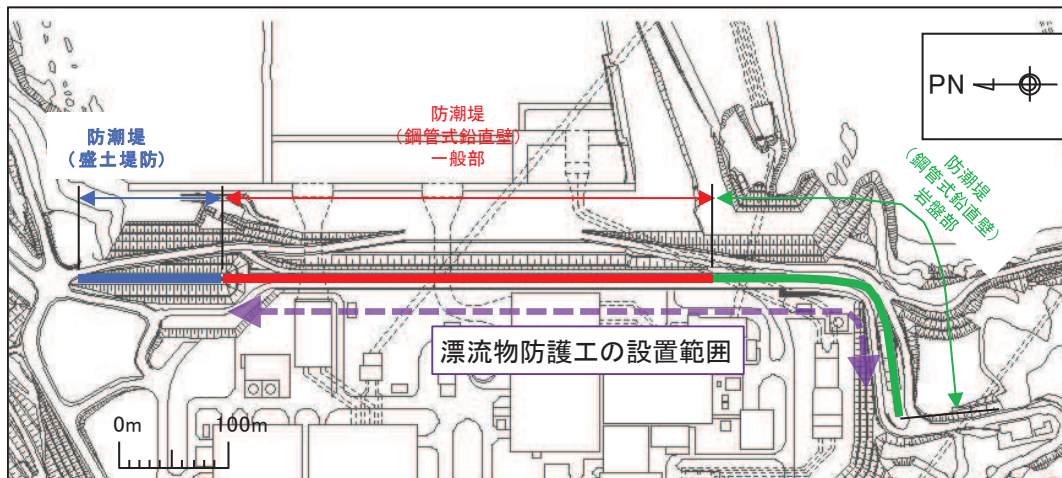 防潮堤
（盛土堤防）
防潮堤
（鋼管式鉛直壁）
一般部
防潮堤
（鋼管式鉛直壁）
岩盤部
PN
漂流物防護工の設置範囲
0m
100m